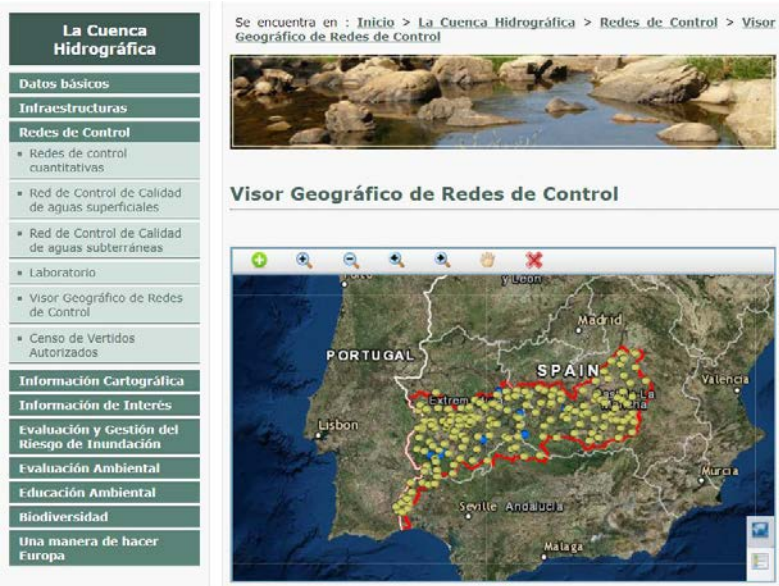 La Cuenca
Hidrográfica
Datos básicos
Infraestructuras
Redes de Control
Redes de control
cuantitativas
Red de Control de Calidad
de aguas superficiales
Red de Control de Calidad
de aguas subterráneas
Laboratorio
Visor Geográfico de Redes
de Control
Censo de Vertidos
Autorizados
Información Cartográfica
Información de Interés
Evaluación y Gestión del
Riesgo de Inundación
Evaluación Ambiental
Educación Ambiental
Biodiversidad
Una manera de hacer
Europa
Se encuentra en : Inicio > La Cuenca Hidrográfica > Redes de Control > Visor
Geográfico de Redes de Control
Visor Geográfico de Redes de Control
y Leon
Madrid
PORTUGAL
SPAIN
Valencia
Extrem
La
Lisbon
Murcia
Seville Andalucía
Malaga